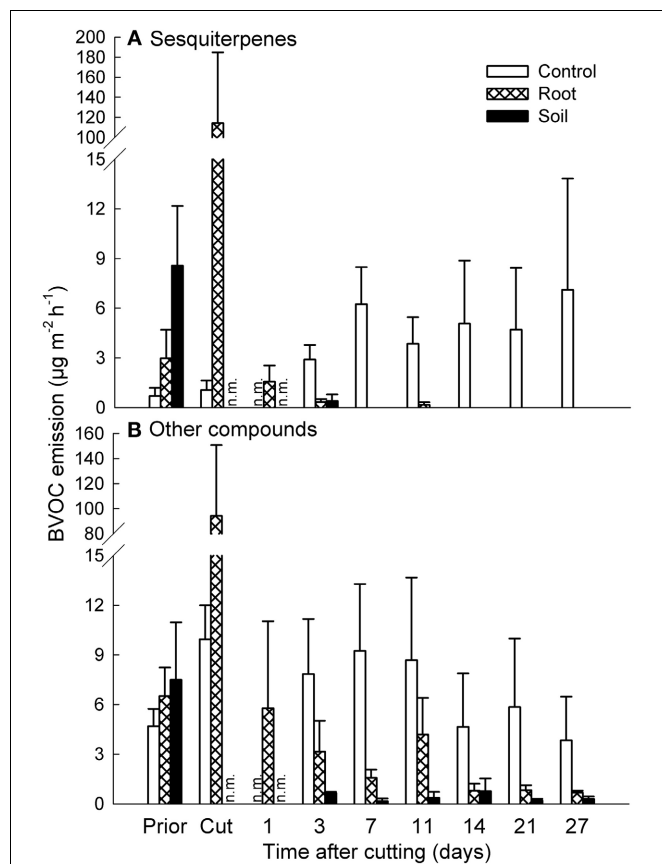 A Sesquiterpenes
200
180
160
140
120
100
15
12
9
6
3
0
Control
Root
Soil
n.m.
n.m.
n.m.
BVOC emission (µg m⁻² h⁻¹)
B Other compounds
160
140
120
100
80
60
15
12
9
6
3
0
n.m.
n.m.
n.m.
Prior Cut 1 3 7 11 14 21 27
Time after cutting (days)